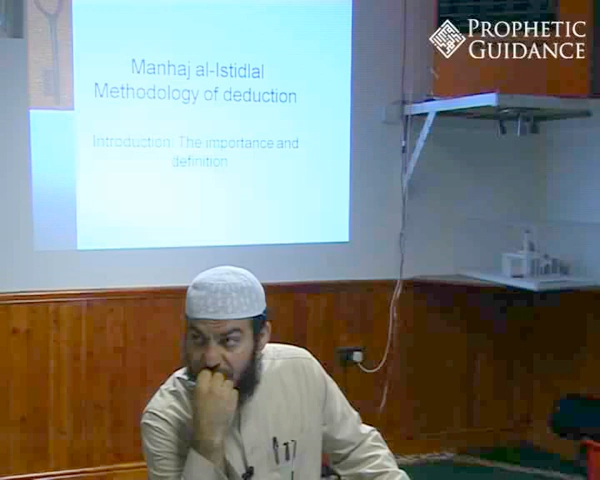 PROPHETIC
GUIDANCE
Manhaj al-Istidlal
Methodology of deduction
Introduction: The importance and
definition